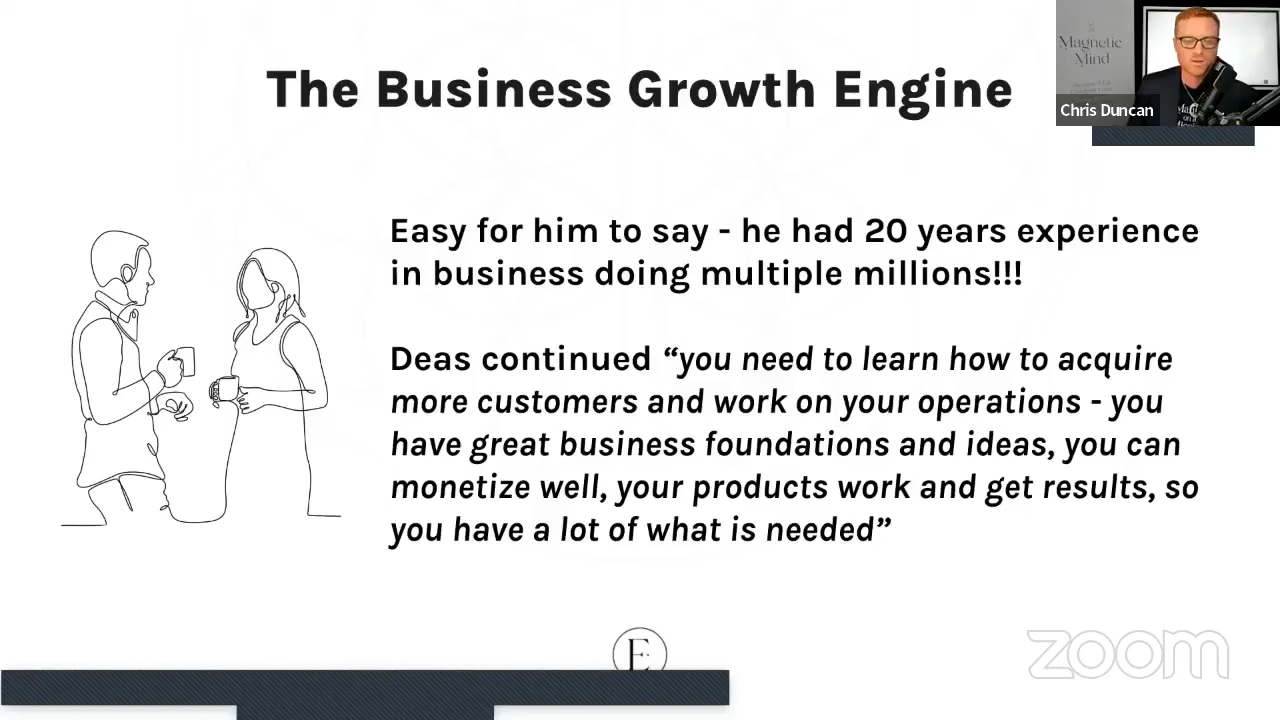 The Business Growth Engine
Magnetic
Mind
Chris Duncan
Easy for him to say - he had 20 years experience
in business doing multiple millions!!!
Deas continued “you need to learn how to acquire
more customers and work on your operations - you
have great business foundations and ideas, you can
monetize well, your products work and get results, so
you have a lot of what is needed”
E
zoom